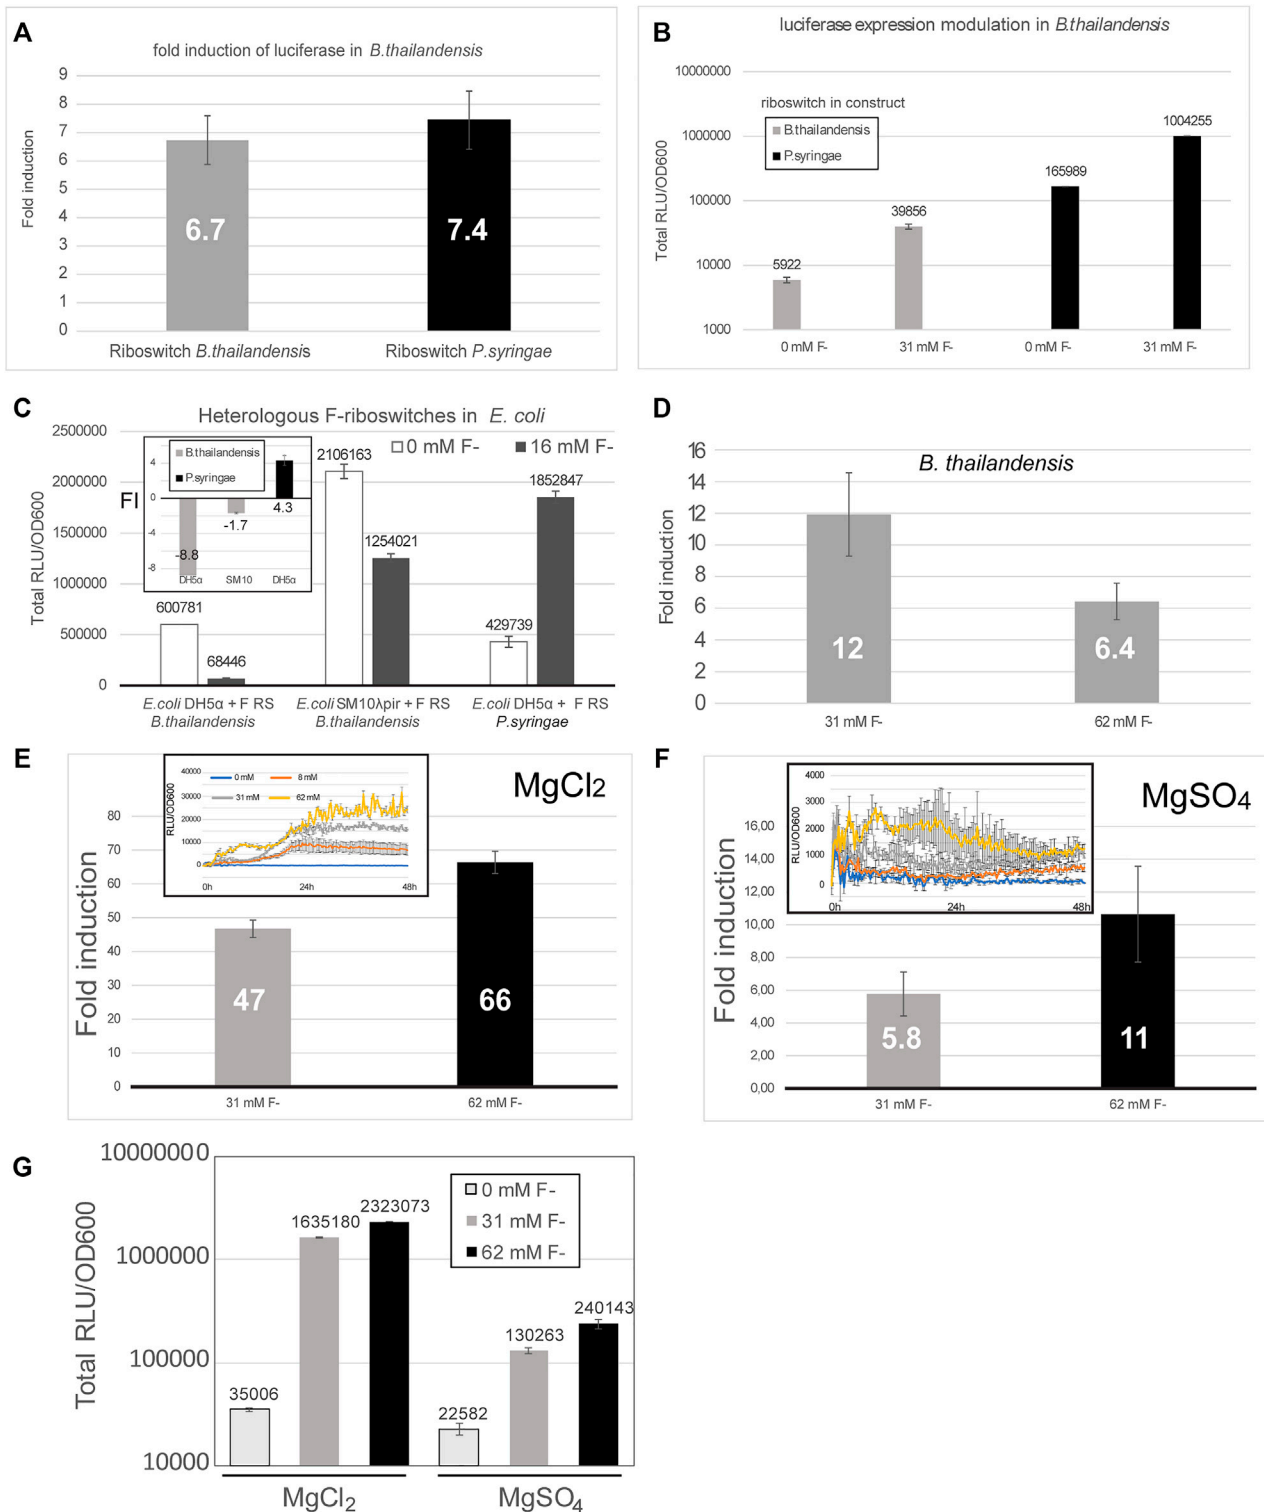 A
fold induction of luciferase in B.thailandensis
Fold induction
9
8
7
6
5
4
3
2
1
0
6.7
7.4
Riboswitch B.thailandensis
Riboswitch P.syringae
B
luciferase expression modulation in B.thailandensis
Total RLU/OD600
10000000
1000000
100000
10000
1000
riboswitch in construct
B.thailandensis
P.syringae
5922
39856
165989
1004255
0 mM F-
31 mM F-
0 mM F-
31 mM F-
C
Heterologous F-riboswitches in E. coli
Total RLU/OD600
2500000
2000000
1500000
1000000
500000
0
0 mM F-
16 mM F-
FI
B.thailandensis
P.syringae
4
0
-4
-8
-8.8
-1.7
4.3
DH5α
SM10
DH5α
600781
68446
2106163
1254021
429739
1852847
E.coli DH5α + F RS
B.thailandensis
E.coli SM10λpir + F RS
B.thailandensis
E.coli DH5α + F RS
P.syringae
D
B. thailandensis
Fold induction
16
14
12
10
8
6
4
2
0
12
6.4
31 mM F-
62 mM F-
E
MgCl2
Fold induction
80
70
60
50
40
30
20
10
0
RLU/OD600
40000
30000
20000
10000
0
0 mM
8 mM
31 mM
62 mM
0h
24h
48h
47
66
31 mM F-
62 mM F-
F
MgSO4
Fold induction
16,00
14,00
12,00
10,00
8,00
6,00
4,00
2,00
0,00
RLU/OD600
4000
3000
2000
1000
0
0h
24h
48h
5.8
11
31 mM F-
62 mM F-
G
Total RLU/OD600
10000000
1000000
100000
10000
0 mM F-
31 mM F-
62 mM F-
35006
1635180
2323073
22582
130263
240143
MgCl2
MgSO4